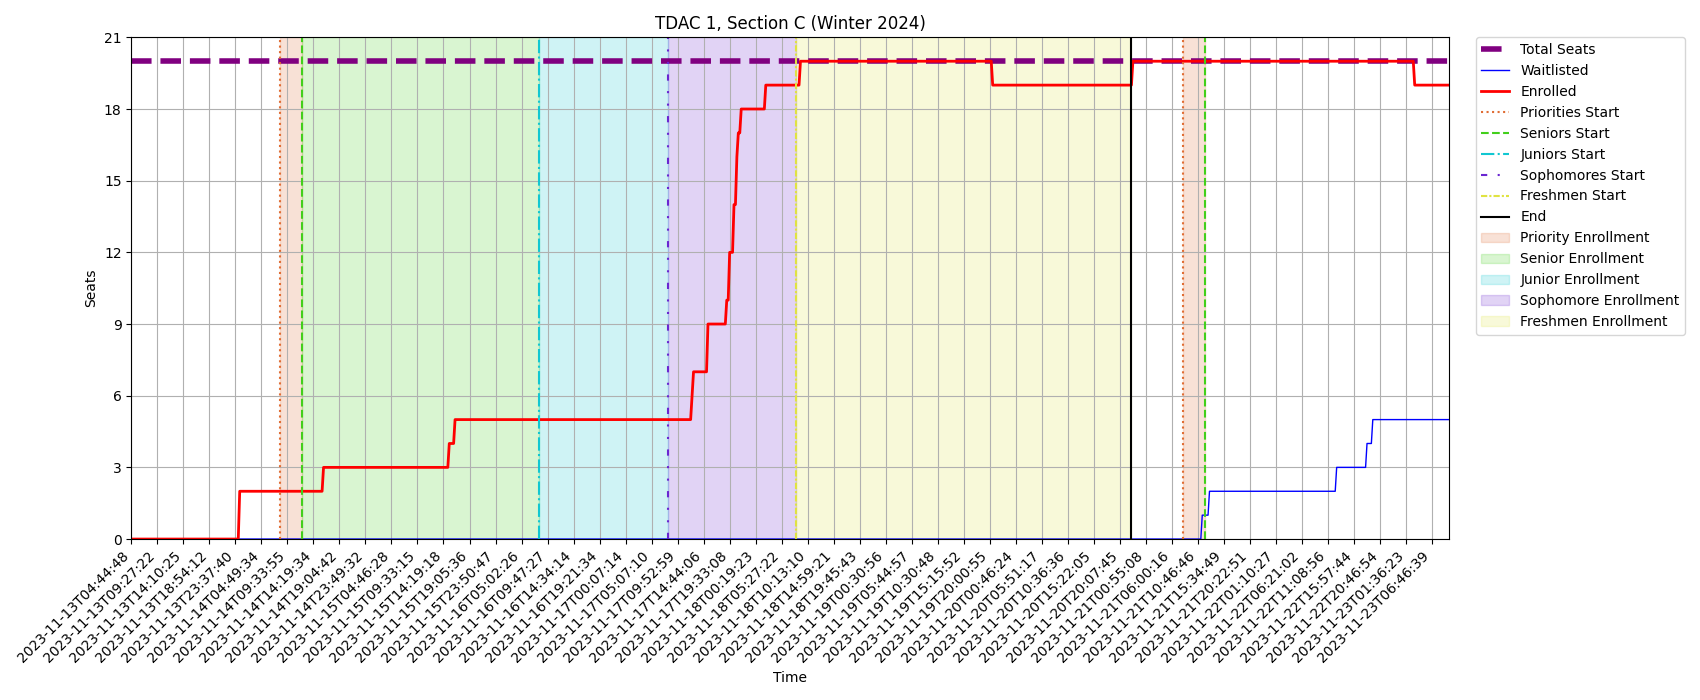 TDAC 1, Section C (Winter 2024)
Seats
21
18
15
12
9
6
3
0
2023-11-13T04:44:48
2023-11-13T09:27:22
2023-11-13T14:10:25
2023-11-13T18:54:12
2023-11-13T23:37:40
2023-11-14T04:49:34
2023-11-14T09:33:55
2023-11-14T14:19:34
2023-11-14T19:04:42
2023-11-14T23:49:32
2023-11-15T04:46:28
2023-11-15T09:33:15
2023-11-15T14:19:18
2023-11-15T19:05:36
2023-11-15T23:50:47
2023-11-16T05:02:26
2023-11-16T09:47:27
2023-11-16T14:34:14
2023-11-16T19:21:34
2023-11-17T00:07:14
2023-11-17T05:07:10
2023-11-17T09:52:59
2023-11-17T14:44:06
2023-11-17T19:33:08
2023-11-18T00:19:23
2023-11-18T05:27:22
2023-11-18T10:13:10
2023-11-18T14:59:21
2023-11-18T19:45:43
2023-11-19T00:30:56
2023-11-19T05:44:57
2023-11-19T10:30:48
2023-11-19T15:15:52
2023-11-19T20:00:55
2023-11-20T00:46:24
2023-11-20T05:51:17
2023-11-20T10:36:36
2023-11-20T15:22:05
2023-11-20T20:07:45
2023-11-21T00:55:08
2023-11-21T06:00:16
2023-11-21T10:46:46
2023-11-21T15:34:49
2023-11-21T20:22:51
2023-11-22T01:10:27
2023-11-22T06:21:02
2023-11-22T11:08:56
2023-11-22T15:57:44
2023-11-22T20:46:54
2023-11-23T01:36:23
2023-11-23T06:46:39
Time
Total Seats
Waitlisted
Enrolled
Priorities Start
Seniors Start
Juniors Start
Sophomores Start
Freshmen Start
End
Priority Enrollment
Senior Enrollment
Junior Enrollment
Sophomore Enrollment
Freshmen Enrollment